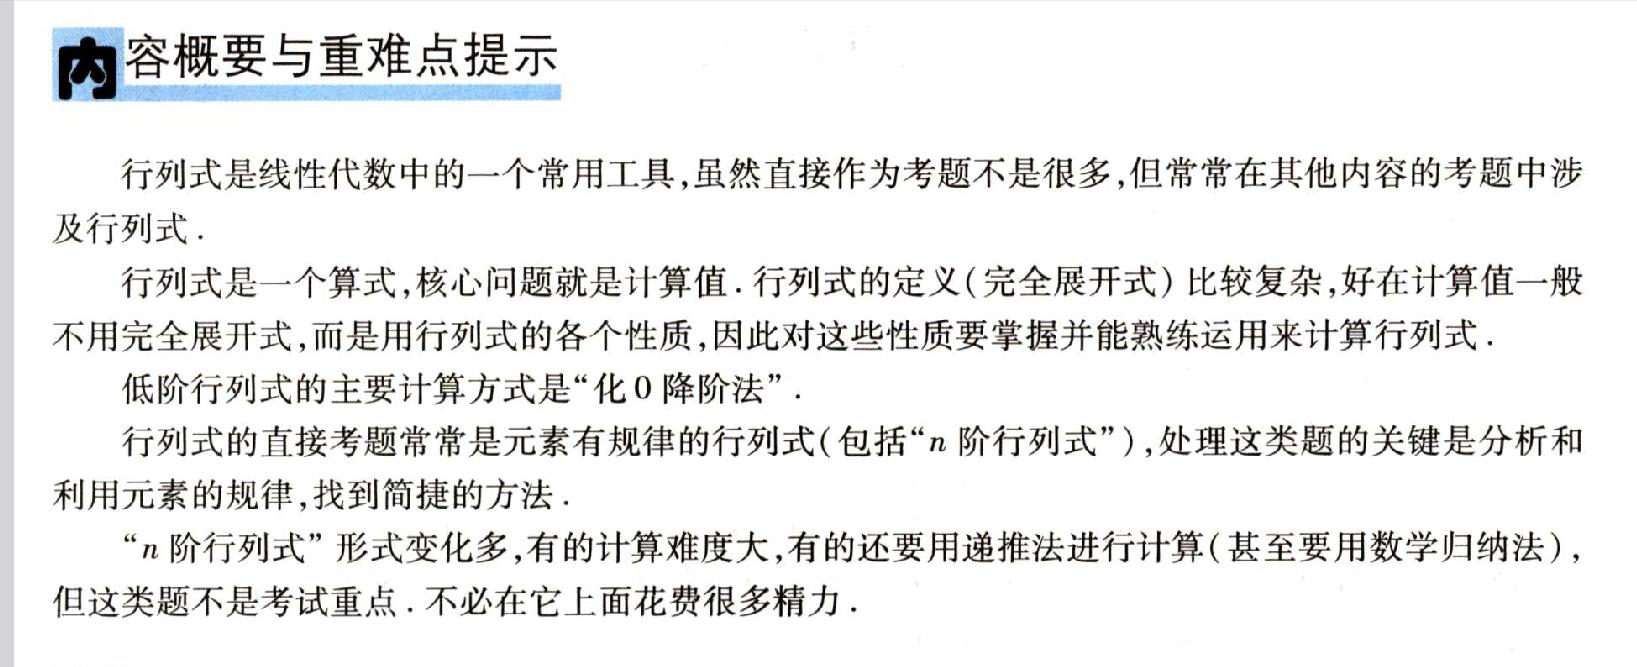 内容概要与重难点提示
行列式是线性代数中的一个常用工具,虽然直接作为考题不是很多,但常常在其他内容的考题中涉
及行列式.
行列式是一个算式,核心问题就是计算值.行列式的定义(完全展开式)比较复杂,好在计算值一般
不用完全展开式,而是用行列式的各个性质,因此对这些性质要掌握并能熟练运用来计算行列式.
低阶行列式的主要计算方式是“化0降阶法”.
行列式的直接考题常常是元素有规律的行列式(包括“n阶行列式”),处理这类题的关键是分析和
利用元素的规律,找到简捷的方法.
“n阶行列式”形式变化多,有的计算难度大,有的还要用递推法进行计算(甚至要用数学归纳法),
但这类题不是考试重点.不必在它上面花费很多精力.